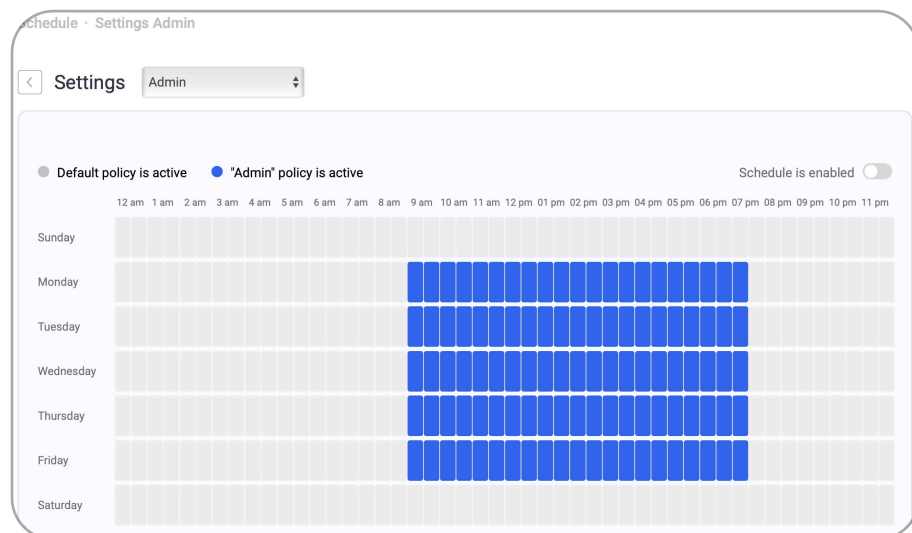 Schedule · Settings Admin
Settings Admin
Default policy is active "Admin" policy is active Schedule is enabled
12 am 1 am 2 am 3 am 4 am 5 am 6 am 7 am 8 am 9 am 10 am 11 am 12 pm 01 pm 02 pm 03 pm 04 pm 05 pm 06 pm 07 pm 08 pm 09 pm 10 pm 11 pm
Sunday
Monday
Tuesday
Wednesday
Thursday
Friday
Saturday